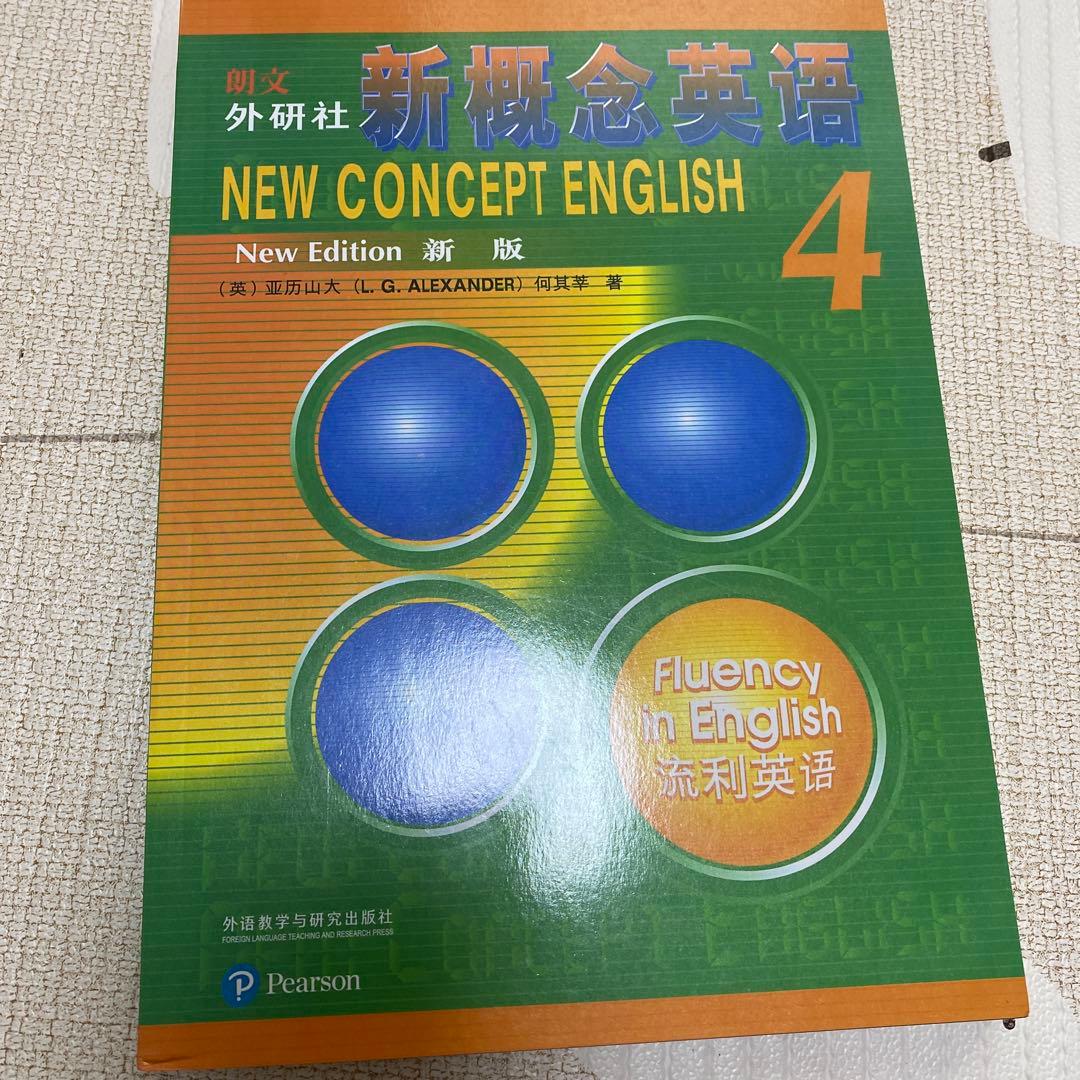 朗文
外研社
新概念英语
NEW CONCEPT ENGLISH
4
New Edition 新 版
（英）亚历山大（L. G. ALEXANDER）何其莘 著
Fluency
in English
流利英语
外语教学与研究出版社
FOREIGN LANGUAGE TEACHING AND RESEARCH PRESS
P Pearson